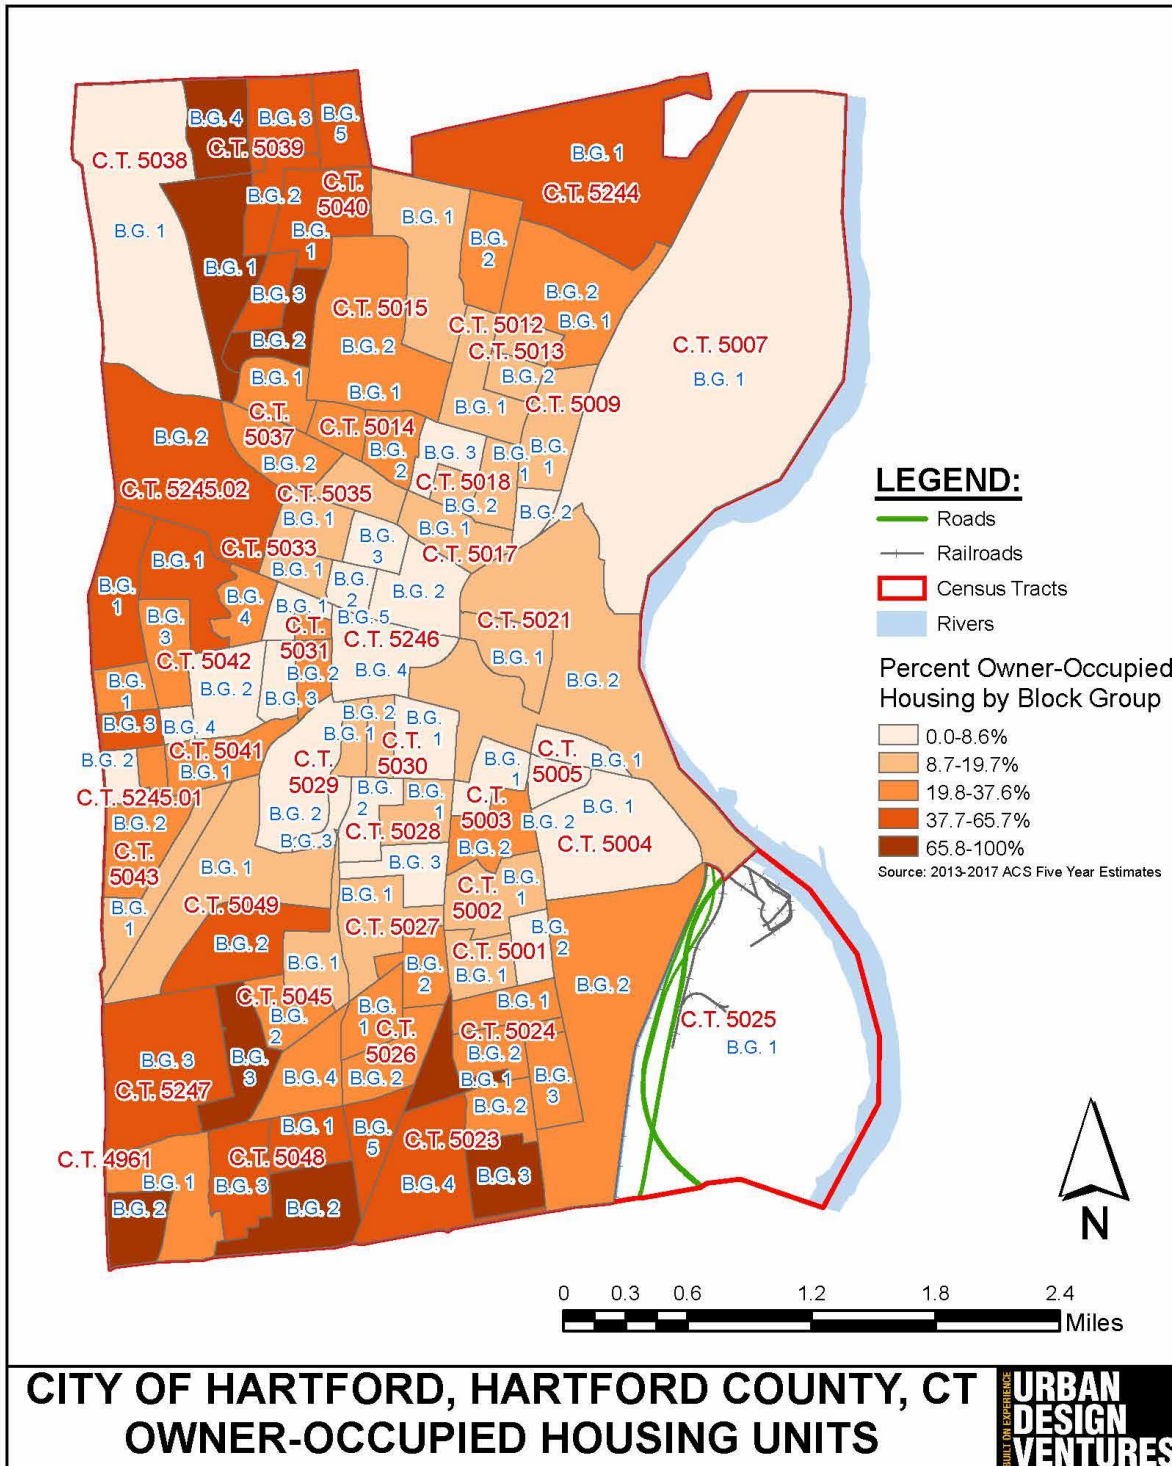 B.G. 4
B.G. 3
B.G.
5
C.T. 5039
C.T. 5038
B.G. 1
C.T. 5244
B.G. 2
C.T.
5040
B.G. 1
B.G. 1
B.G.
1
B.G.
2
B.G. 1
B.G. 3
B.G. 2
B.G. 1
C.T. 5015
C.T. 5012
C.T. 5013
B.G. 2
B.G. 2
C.T. 5007
B.G. 1
B.G. 1
B.G. 2
B.G. 1
B.G. 1
C.T. 5009
C.T.
5037
C.T. 5014
B.G. 2
B.G. 2
B.G.
2
B.G. 3
B.G.
1
B.G.
1
C.T. 5018
B.G. 2
B.G. 2
C.T. 5245.02
C.T. 5035
B.G. 1
B.G. 1
C.T. 5017
B.G.
3
C.T. 5033
B.G. 1
B.G. 1
B.G.
1
B.G.
4
B.G.
2
B.G. 2
B.G. 1
B.G. 5
B.G.
3
C.T.
5031
C.T. 5246
C.T. 5021
B.G. 1
B.G. 2
C.T. 5042
B.G. 2
B.G. 2
B.G. 4
B.G. 3
B.G.
1
B.G. 3
B.G. 4
B.G. 2
B.G. 1
B.G.
1
C.T.
5030
C.T. 5041
B.G. 2
B.G. 1
C.T.
5029
C.T.
5005
B.G. 1
B.G.
1
C.T. 5245.01
B.G.
2
B.G.
1
C.T.
5003
B.G. 1
B.G. 2
B.G. 2
B.G. 2
B.G. 3
C.T. 5028
C.T. 5004
C.T.
5043
B.G. 1
B.G. 3
B.G. 2
B.G.
1
C.T. 5049
B.G. 1
C.T.
5002
B.G.
1
B.G. 2
C.T. 5027
B.G.
2
C.T. 5001
B.G. 1
B.G. 1
B.G.
2
B.G. 2
C.T. 5045
B.G.
2
B.G.
1
C.T.
5026
B.G. 1
C.T. 5024
C.T. 5025
B.G. 1
B.G. 3
B.G.
3
B.G. 4
B.G. 2
B.G. 2
B.G. 1
B.G.
3
C.T. 5247
B.G. 2
B.G. 1
B.G.
5
C.T. 5023
C.T. 4961
C.T. 5048
B.G. 1
B.G. 3
B.G. 4
B.G. 3
B.G. 2
B.G. 2
LEGEND:
Roads
Railroads
Census Tracts
Rivers
Percent Owner-Occupied
Housing by Block Group
0.0-8.6%
8.7-19.7%
19.8-37.6%
37.7-65.7%
65.8-100%
Source: 2013-2017 ACS Five Year Estimates
N
0 0.3 0.6 1.2 1.8 2.4
Miles
CITY OF HARTFORD, HARTFORD COUNTY, CT
OWNER-OCCUPIED HOUSING UNITS
BUILT ON EXPERIENCE
URBAN
DESIGN
VENTURES